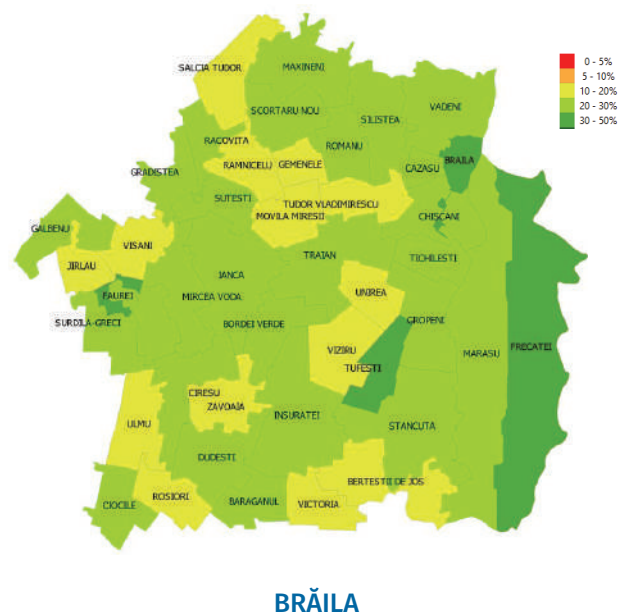 MAXINENI
SALCIA TUDOR
0 - 5%
5 - 10%
10 - 20%
20 - 30%
30 - 50%
SCORTARU NOU
VADENI
SILISTEA
RACOVITA
ROMANU
RAMNICELU
GEMENELE
BRAILA
GRADISTEA
CAZASU
SUTESTI
TUDOR VLADIMIRESCU
MOVILA MIRESII
CHISCANI
GALBENU
VISANI
TRAIAN
TICHILESTI
JIRLAU
IANCA
UNIREA
FAUREI
MIRCEA VODA
SURDILA-GRECI
BORDEI VERDE
GROPENI
VIZIRU
MARASU
FRECATEI
TUFESTI
CIRESU
ZAVOAIA
INSURATEI
ULMU
STANCUTA
DUDESTI
BERTESTII DE JOS
ROSIORI
CIOCILE
BARAGANUL
VICTORIA
BRĂILA